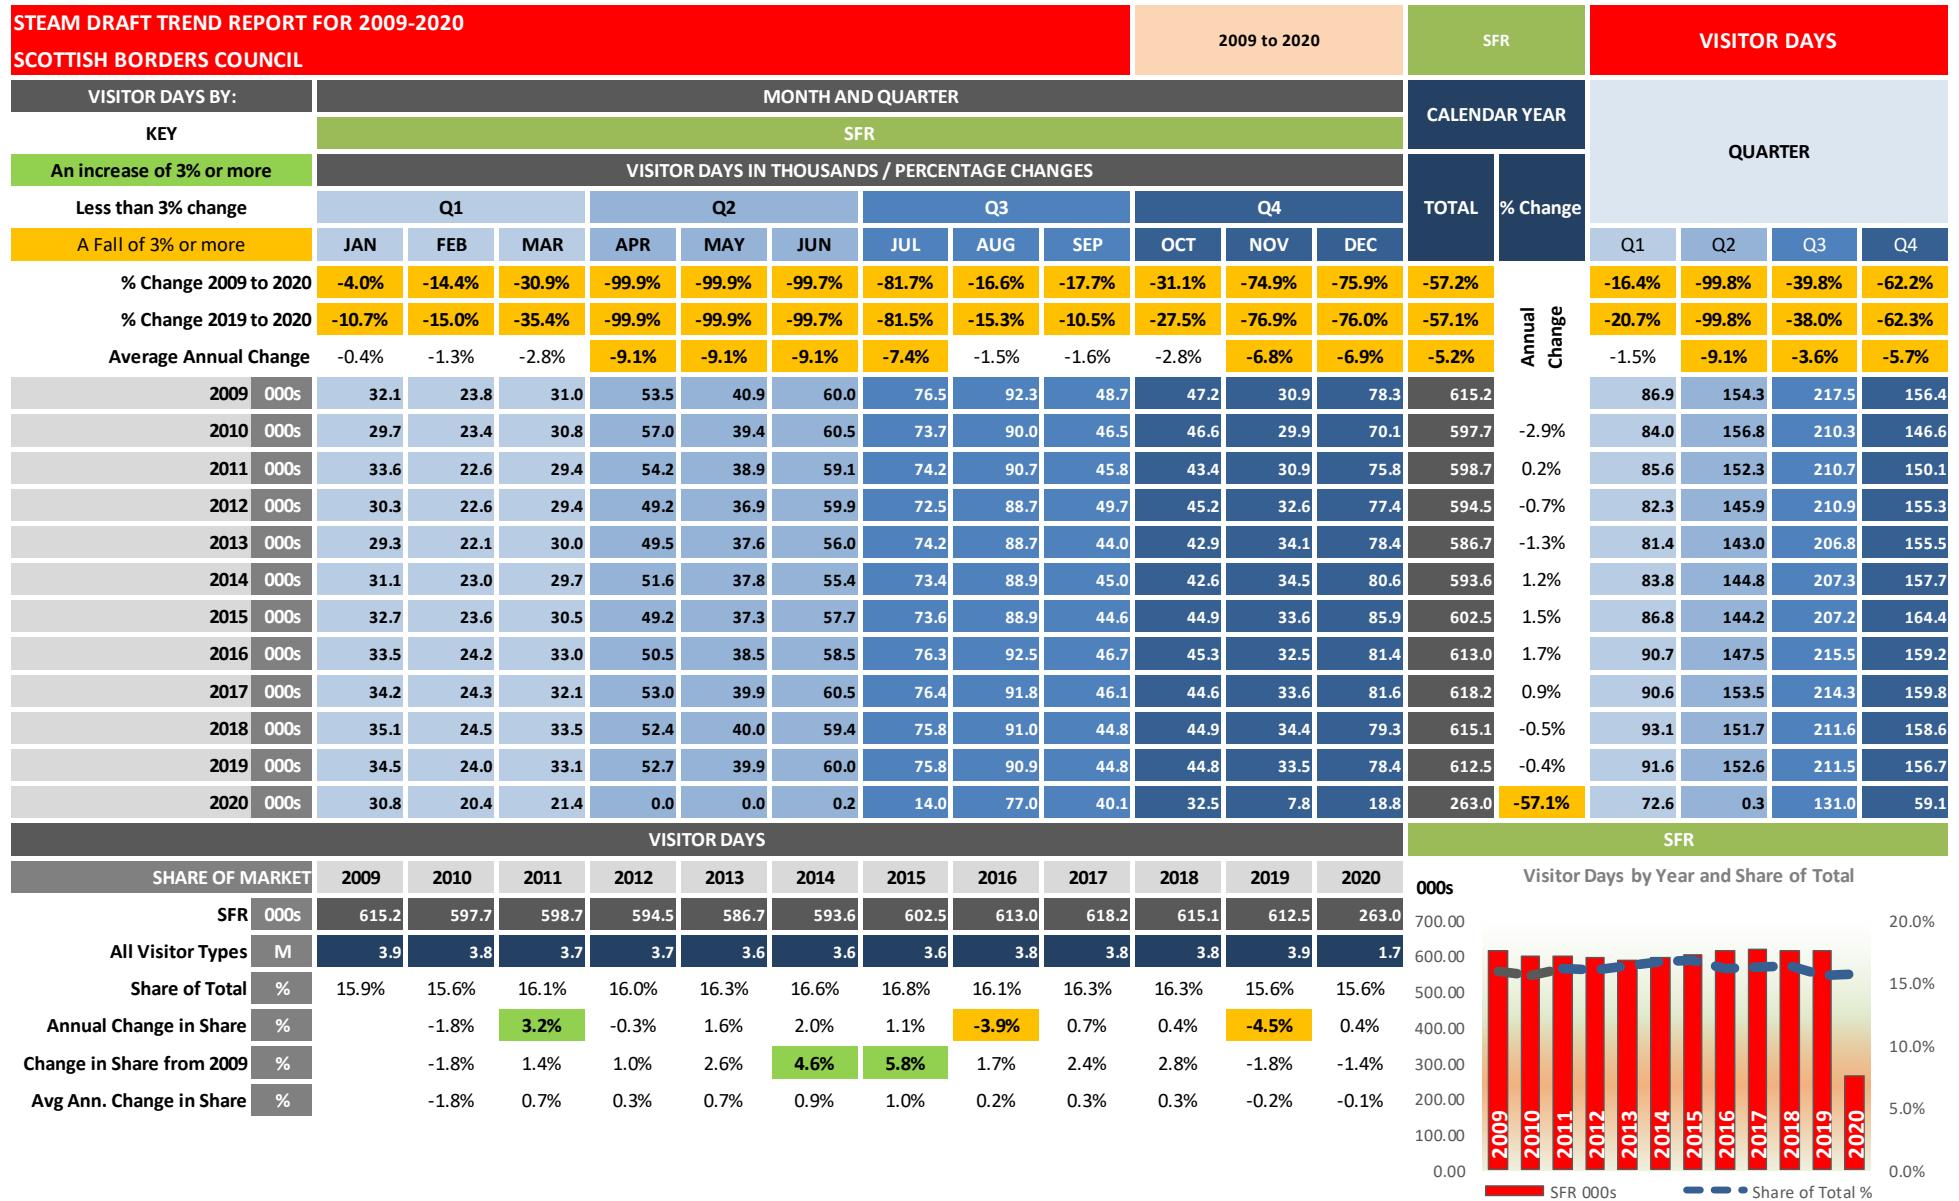 STEAM DRAFT TREND REPORT FOR 2009-2020
SCOTTISH BORDERS COUNCIL
2009 to 2020
SFR
VISITOR DAYS
VISITOR DAYS BY:
MONTH AND QUARTER
CALENDAR YEAR
QUARTER
KEY
SFR
An increase of 3% or more
VISITOR DAYS IN THOUSANDS / PERCENTAGE CHANGES
Less than 3% change
Q1 Q2 Q3 Q4 TOTAL % Change
A Fall of 3% or more JAN FEB MAR APR MAY JUN JUL AUG SEP OCT NOV DEC Q1 Q2 Q3 Q4
% Change 2009 to 2020 -4.0% -14.4% -30.9% -99.9% -99.9% -99.7% -81.7% -16.6% -17.7% -31.1% -74.9% -75.9% -57.2% -16.4% -99.8% -39.8% -62.2%
% Change 2019 to 2020 -10.7% -15.0% -35.4% -99.9% -99.9% -99.7% -81.5% -15.3% -10.5% -27.5% -76.9% -76.0% -57.1% -20.7% -99.8% -38.0% -62.3%
Average Annual Change -0.4% -1.3% -2.8% -9.1% -9.1% -9.1% -7.4% -1.5% -1.6% -2.8% -6.8% -6.9% -5.2% -1.5% -9.1% -3.6% -5.7%
Annual
Change
2009 000s 32.1 23.8 31.0 53.5 40.9 60.0 76.5 92.3 48.7 47.2 30.9 78.3 615.2 86.9 154.3 217.5 156.4
2010 000s 29.7 23.4 30.8 57.0 39.4 60.5 73.7 90.0 46.5 46.6 29.9 70.1 597.7 -2.9% 84.0 156.8 210.3 146.6
2011 000s 33.6 22.6 29.4 54.2 38.9 59.1 74.2 90.7 45.8 43.4 30.9 75.8 598.7 0.2% 85.6 152.3 210.7 150.1
2012 000s 30.3 22.6 29.4 49.2 36.9 59.9 72.5 88.7 49.7 45.2 32.6 77.4 594.5 -0.7% 82.3 145.9 210.9 155.3
2013 000s 29.3 22.1 30.0 49.5 37.6 56.0 74.2 88.7 44.0 42.9 34.1 78.4 586.7 -1.3% 81.4 143.0 206.8 155.5
2014 000s 31.1 23.0 29.7 51.6 37.8 55.4 73.4 88.9 45.0 42.6 34.5 80.6 593.6 1.2% 83.8 144.8 207.3 157.7
2015 000s 32.7 23.6 30.5 49.2 37.3 57.7 73.6 88.9 44.6 44.9 33.6 85.9 602.5 1.5% 86.8 144.2 207.2 164.4
2016 000s 33.5 24.2 33.0 50.5 38.5 58.5 76.3 92.5 46.7 45.3 32.5 81.4 613.0 1.7% 90.7 147.5 215.5 159.2
2017 000s 34.2 24.3 32.1 53.0 39.9 60.5 76.4 91.8 46.1 44.6 33.6 81.6 618.2 0.9% 90.6 153.5 214.3 159.8
2018 000s 35.1 24.5 33.5 52.4 40.0 59.4 75.8 91.0 44.8 44.9 34.4 79.3 615.1 -0.5% 93.1 151.7 211.6 158.6
2019 000s 34.5 24.0 33.1 52.7 39.9 60.0 75.8 90.9 44.8 44.8 33.5 78.4 612.5 -0.4% 91.6 152.6 211.5 156.7
2020 000s 30.8 20.4 21.4 0.0 0.0 0.2 14.0 77.0 40.1 32.5 7.8 18.8 263.0 -57.1% 72.6 0.3 131.0 59.1
VISITOR DAYS
SFR
SHARE OF MARKET 2009 2010 2011 2012 2013 2014 2015 2016 2017 2018 2019 2020
SFR 000s 615.2 597.7 598.7 594.5 586.7 593.6 602.5 613.0 618.2 615.1 612.5 263.0
All Visitor Types M 3.9 3.8 3.7 3.7 3.6 3.6 3.6 3.8 3.8 3.8 3.9 1.7
Share of Total % 15.9% 15.6% 16.1% 16.0% 16.3% 16.6% 16.8% 16.1% 16.3% 16.3% 15.6% 15.6%
Annual Change in Share % -1.8% 3.2% -0.3% 1.6% 2.0% 1.1% -3.9% 0.7% 0.4% -4.5% 0.4%
Change in Share from 2009 % -1.8% 1.4% 1.0% 2.6% 4.6% 5.8% 1.7% 2.4% 2.8% -1.8% -1.4%
Avg Ann. Change in Share % -1.8% 0.7% 0.3% 0.7% 0.9% 1.0% 0.2% 0.3% 0.3% -0.2% -0.1%
Visitor Days by Year and Share of Total
000s
700.00 20.0%
600.00
500.00 15.0%
400.00
300.00 10.0%
200.00
100.00 5.0%
0.00 0.0%
2009 2010 2011 2012 2013 2014 2015 2016 2017 2018 2019 2020
SFR 000s Share of Total %